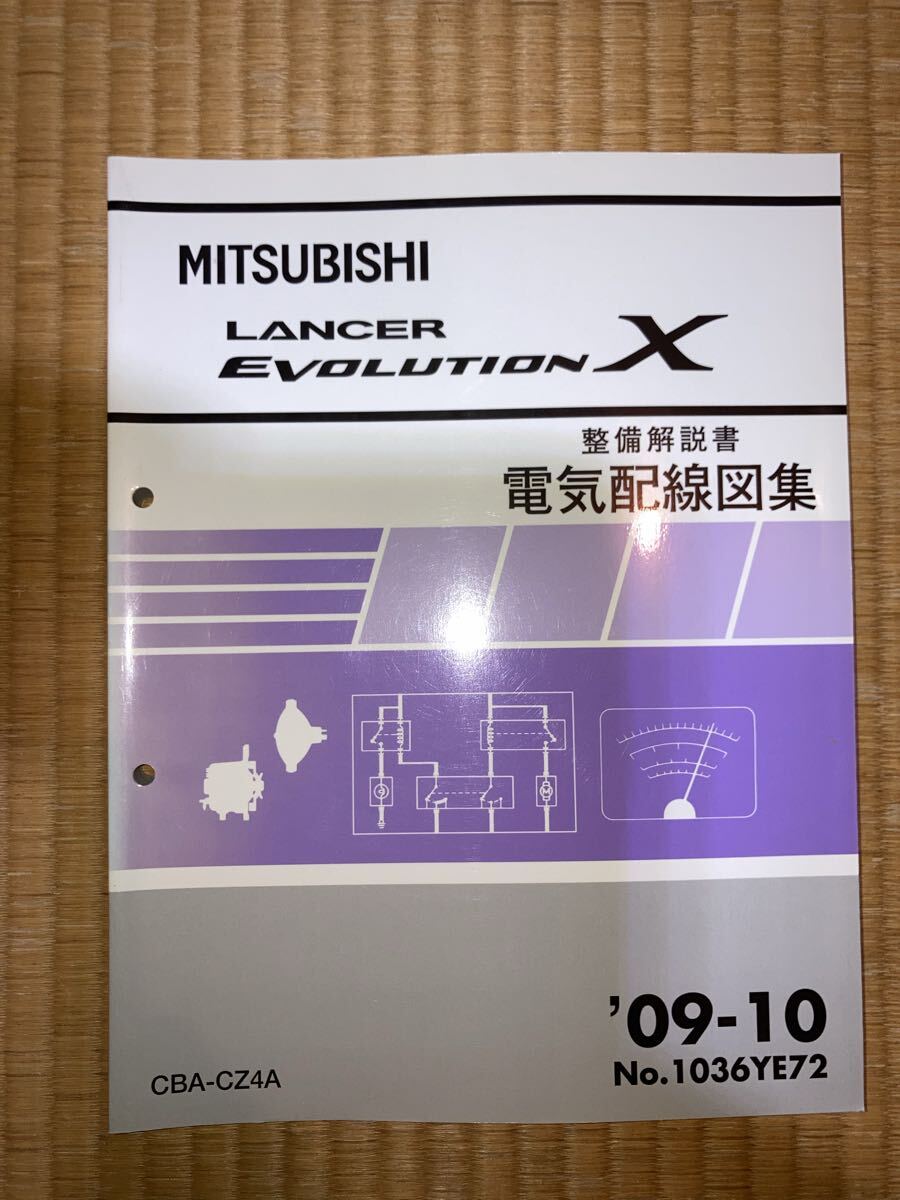 MITSUBISHI
LANCER
EVOLUTION X
整備解説書
電気配線図集
G
M
'09-10
No.1036YE72
CBA-CZ4A